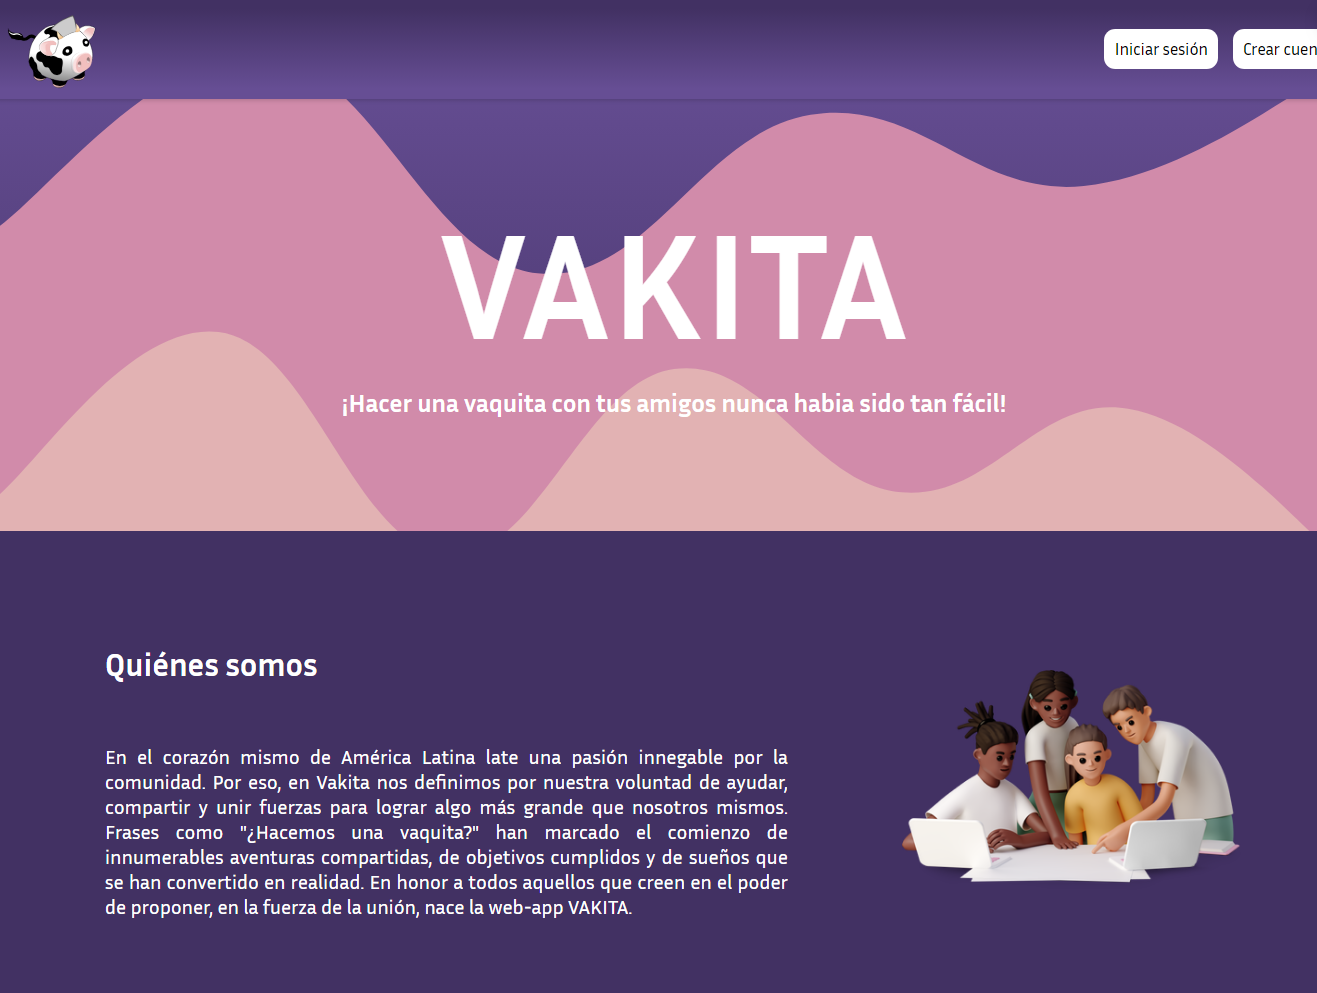 Iniciar sesión
Crear cuen
VAKITA
¡Hacer una vaquita con tus amigos nunca habia sido tan fácil!
Quiénes somos
En el corazón mismo de América Latina late una pasión innegable por la
comunidad. Por eso, en Vakita nos definimos por nuestra voluntad de ayudar,
compartir y unir fuerzas para lograr algo más grande que nosotros mismos.
Frases como "¿Hacemos una vaquita?" han marcado el comienzo de
innumerables aventuras compartidas, de objetivos cumplidos y de sueños que
se han convertido en realidad. En honor a todos aquellos que creen en el poder
de proponer, en la fuerza de la unión, nace la web-app VAKITA.